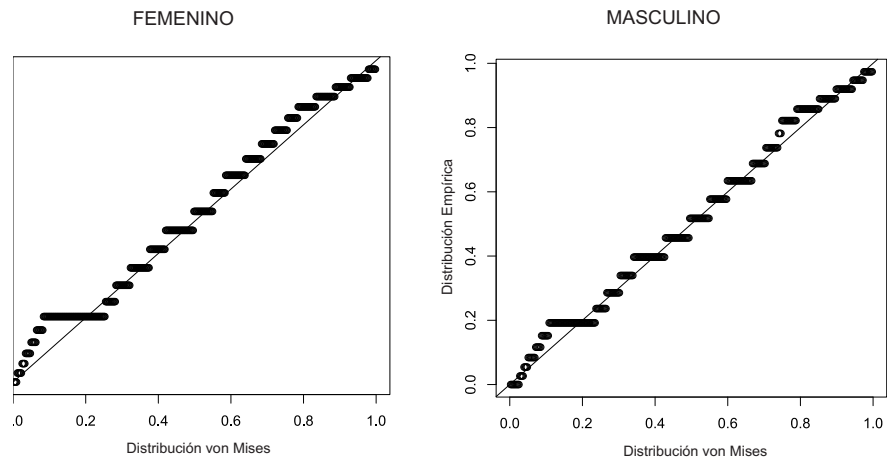 FEMENINO
.0 0.2 0.4 0.6 0.8 1.0
Distribución von Mises
MASCULINO
Distribución Empírica
1.0
0.8
0.6
0.4
0.2
0.0
0.0 0.2 0.4 0.6 0.8 1.0
Distribución von Mises